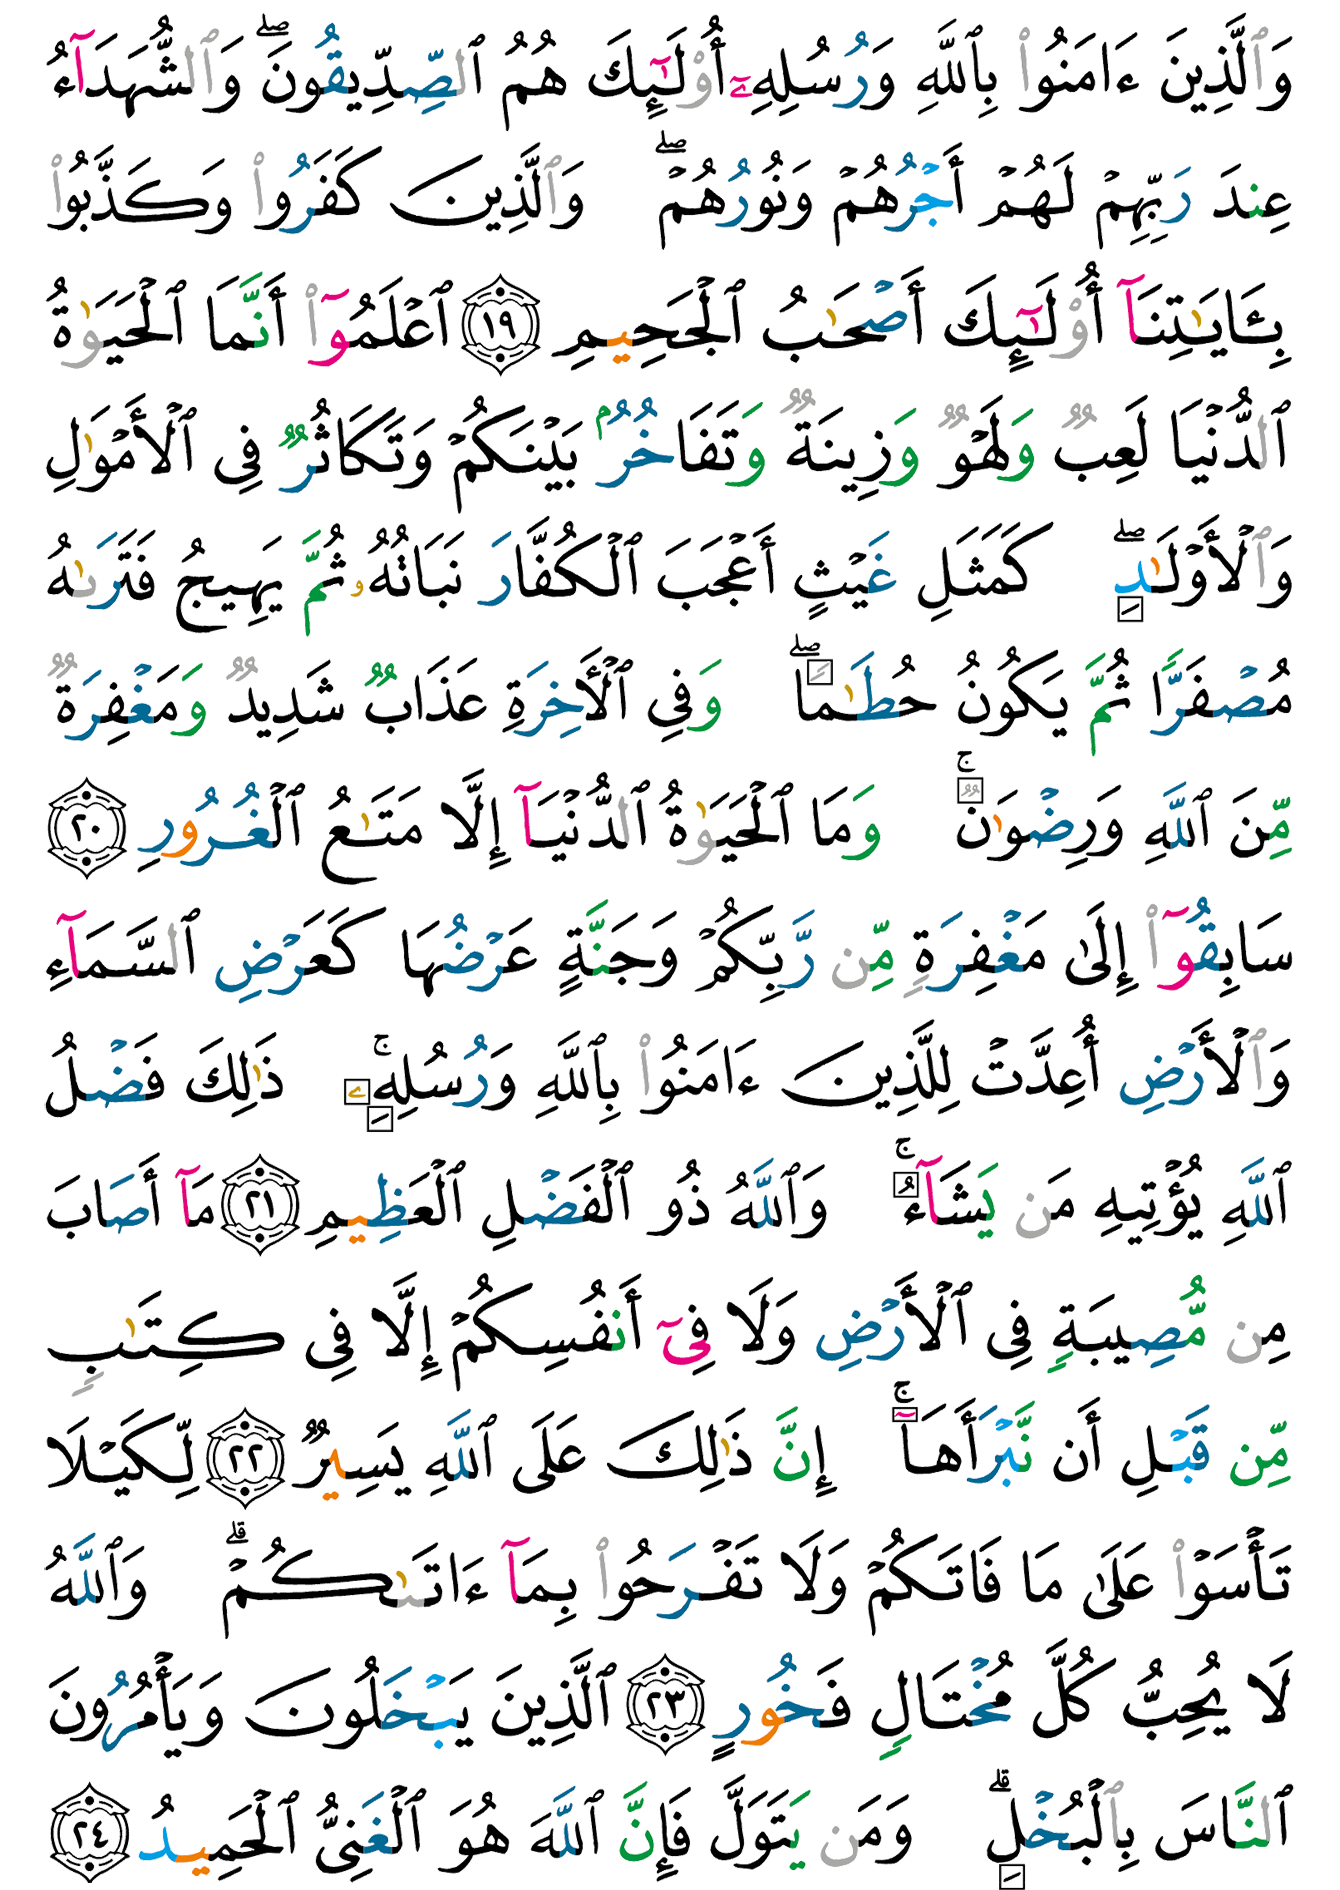 وَٱلَّذِينَ ءَامَنُوا۟ بِٱللَّهِ وَرُسُلِهِۦٓ أُو۟لَـٰٓئِكَ هُمُ ٱلصِّدِّيقُونَ ۖ وَٱلشُّهَدَآءُ
عِندَ رَبِّهِمْ لَهُمْ أَجْرُهُمْ وَنُورُهُمْ ۖ وَٱلَّذِينَ كَفَرُوا۟ وَكَذَّبُوا۟
بِـَٔايَـٰتِنَآ أُو۟لَـٰٓئِكَ أَصْحَـٰبُ ٱلْجَحِيمِ ١٩ ٱعْلَمُوٓا۟ أَنَّمَا ٱلْحَيَوٰةُ
ٱلدُّنْيَا لَعِبٌ وَلَهْوٌ وَزِينَةٌ وَتَفَاخُرٌۢ بَيْنَكُمْ وَتَكَاثُرٌ فِى ٱلْأَمْوَٰلِ
وَٱلْأَوْلَـٰدِ ۖ كَمَثَلِ غَيْثٍ أَعْجَبَ ٱلْكُفَّارَ نَبَاتُهُۥ ثُمَّ يَهِيجُ فَتَرَىٰهُ
مُصْفَرًّا ثُمَّ يَكُونُ حُطَـٰمًا ۖ وَفِى ٱلْـَٔاخِرَةِ عَذَابٌ شَدِيدٌ وَمَغْفِرَةٌ
مِّنَ ٱللَّهِ وَرِضْوَٰنٌ ۚ وَمَا ٱلْحَيَوٰةُ ٱلدُّنْيَآ إِلَّا مَتَـٰعُ ٱلْغُرُورِ ٢٠
سَابِقُوٓا۟ إِلَىٰ مَغْفِرَةٍ مِّن رَّبِّكُمْ وَجَنَّةٍ عَرْضُهَا كَعَرْضِ ٱلسَّمَآءِ
وَٱلْأَرْضِ أُعِدَّتْ لِلَّذِينَ ءَامَنُوا۟ بِٱللَّهِ وَرُسُلِهِۦ ۚ ذَٰلِكَ فَضْلُ
ٱللَّهِ يُؤْتِيهِ مَن يَشَآءُ ۚ وَٱللَّهُ ذُو ٱلْفَضْلِ ٱلْعَظِيمِ ٢١ مَآ أَصَابَ
مِن مُّصِيبَةٍ فِى ٱلْأَرْضِ وَلَا فِىٓ أَنفُسِكُمْ إِلَّا فِى كِتَـٰبٍ
مِّن قَبْلِ أَن نَّبْرَأَهَآ ۚ إِنَّ ذَٰلِكَ عَلَى ٱللَّهِ يَسِيرٌ ٢٢ لِّكَيْلَا
تَأْسَوْا۟ عَلَىٰ مَا فَاتَكُمْ وَلَا تَفْرَحُوا۟ بِمَآ ءَاتَىٰكُمْ ۗ وَٱللَّهُ
لَا يُحِبُّ كُلَّ مُخْتَالٍ فَخُورٍ ٢٣ ٱلَّذِينَ يَبْخَلُونَ وَيَأْمُرُونَ
ٱلنَّاسَ بِٱلْبُخْلِ ۗ وَمَن يَتَوَلَّ فَإِنَّ ٱللَّهَ هُوَ ٱلْغَنِىُّ ٱلْحَمِيدُ ٢٤